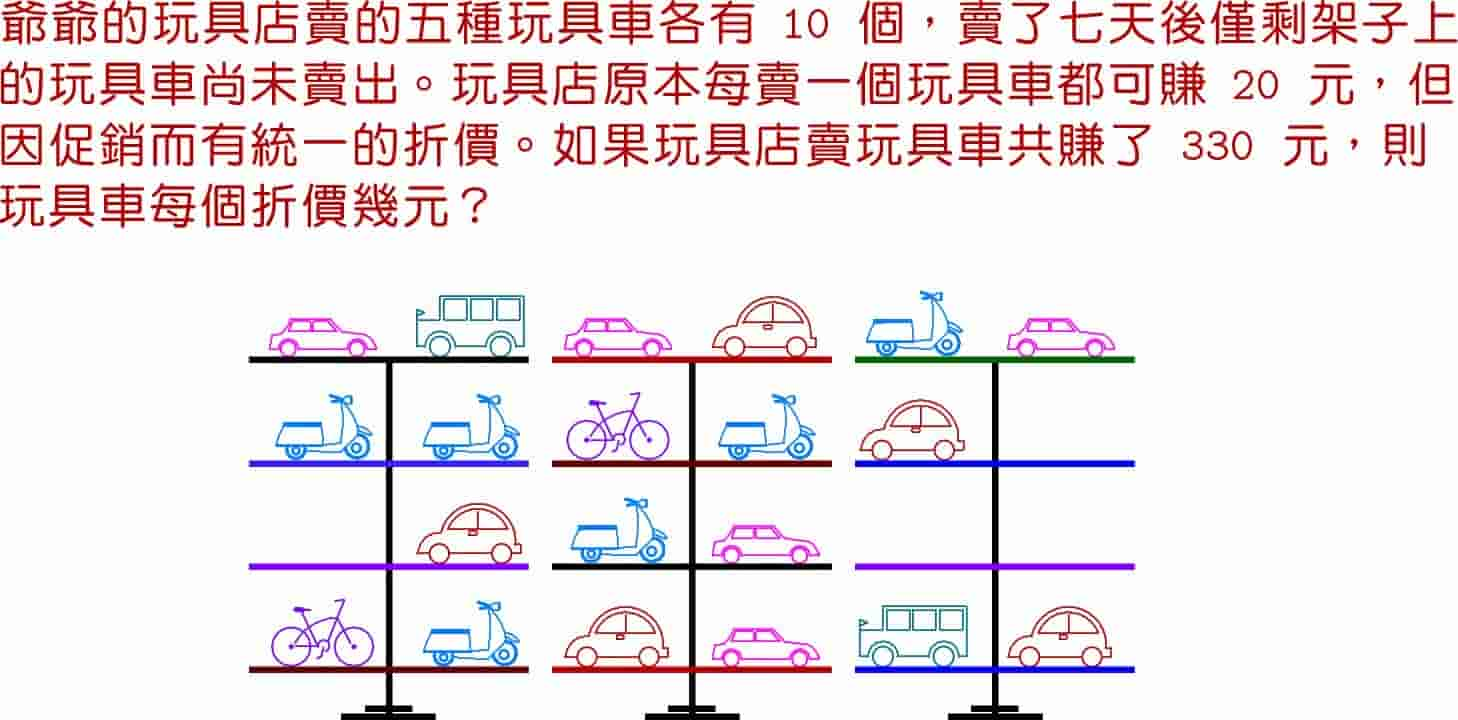 爺爺的玩具店賣的五種玩具車各有 10 個，賣了七天後僅剩架子上
的玩具車尚未賣出。玩具店原本每賣一個玩具車都可賺 20 元，但
因促銷而有統一的折價。如果玩具店賣玩具車共賺了 330 元，則
玩具車每個折價幾元？